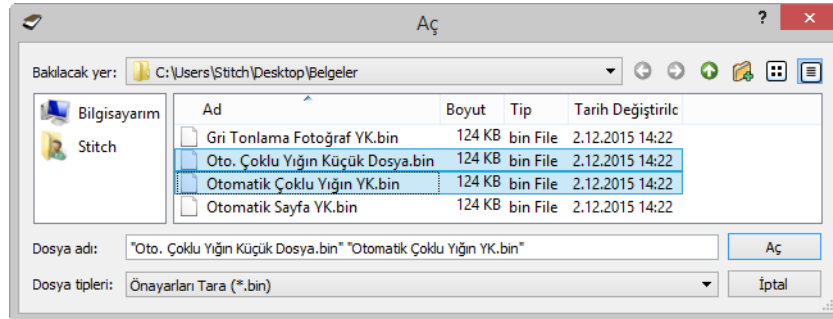 Aç
?
Bakılacak yer: C:\Users\Stitch\Desktop\Belgeler
Bilgisayarım
Stitch
Ad Boyut Tip Tarih Değiştirilc
Gri Tonlama Fotoğraf YK.bin 124 KB bin File 2.12.2015 14:22
Oto. Çoklu Yığın Küçük Dosya.bin 124 KB bin File 2.12.2015 14:22
Otomatik Çoklu Yığın YK.bin 124 KB bin File 2.12.2015 14:22
Otomatik Sayfa YK.bin 124 KB bin File 2.12.2015 14:22
Dosya adı: "Oto. Çoklu Yığın Küçük Dosya.bin" "Otomatik Çoklu Yığın YK.bin" Aç
Dosya tipleri: Önayarları Tara (*.bin) İptal